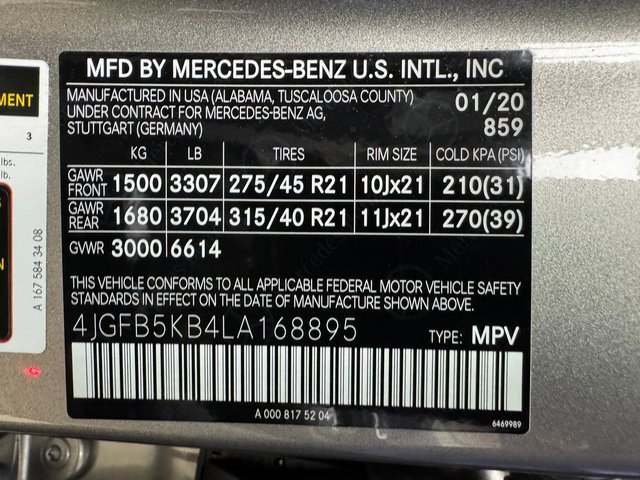 MFD BY MERCEDES-BENZ U.S. INTL., INC
MANUFACTURED IN USA (ALABAMA, TUSCALOOSA COUNTY) 01/20
UNDER CONTRACT FOR MERCEDES-BENZ AG,
STUTTGART (GERMANY) 859
KG LB TIRES RIM SIZE COLD KPA (PSI)
GAWR FRONT 1500 3307 275/45 R21 10Jx21 210(31)
GAWR REAR 1680 3704 315/40 R21 11Jx21 270(39)
GVWR 3000 6614
THIS VEHICLE CONFORMS TO ALL APPLICABLE FEDERAL MOTOR VEHICLE SAFETY
STANDARDS IN EFFECT ON THE DATE OF MANUFACTURE SHOWN ABOVE.
4JGFB5KB4LA168895 TYPE: MPV
A 000 817 52 04
6469989
MENT
3
lbs.
lb.
N
A 167 584 34 08